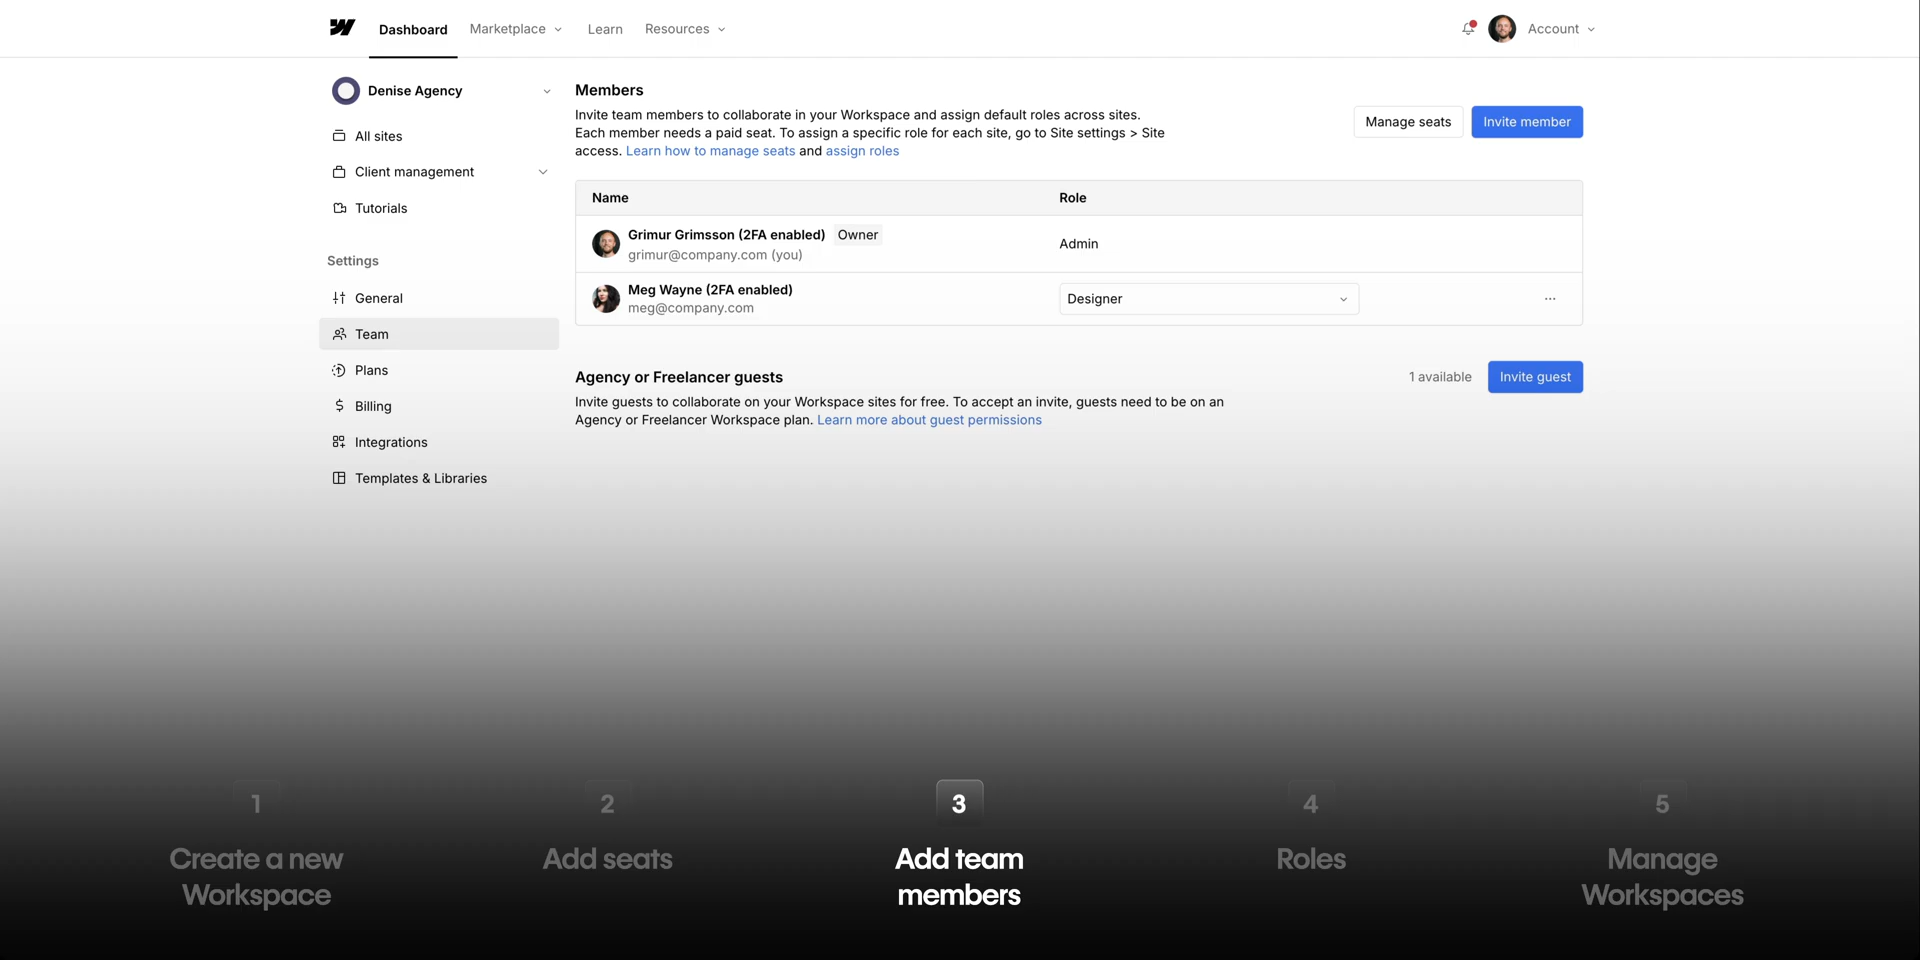 Dashboard
Marketplace
Learn
Resources
Account
Denise Agency
All sites
Client management
Tutorials
Settings
General
Team
Plans
Billing
Integrations
Templates & Libraries
Members
Invite team members to collaborate in your Workspace and assign default roles across sites.
Each member needs a paid seat. To assign a specific role for each site, go to Site settings > Site
access. Learn how to manage seats and assign roles
Manage seats
Invite member
Name
Role
Grimur Grimsson (2FA enabled) Owner
grimur@company.com (you)
Admin
Meg Wayne (2FA enabled)
meg@company.com
Designer
Agency or Freelancer guests
1 available
Invite guest
Invite guests to collaborate on your Workspace sites for free. To accept an invite, guests need to be on an
Agency or Freelancer Workspace plan. Learn more about guest permissions
1
Create a new
Workspace
2
Add seats
3
Add team
members
4
Roles
5
Manage
Workspaces